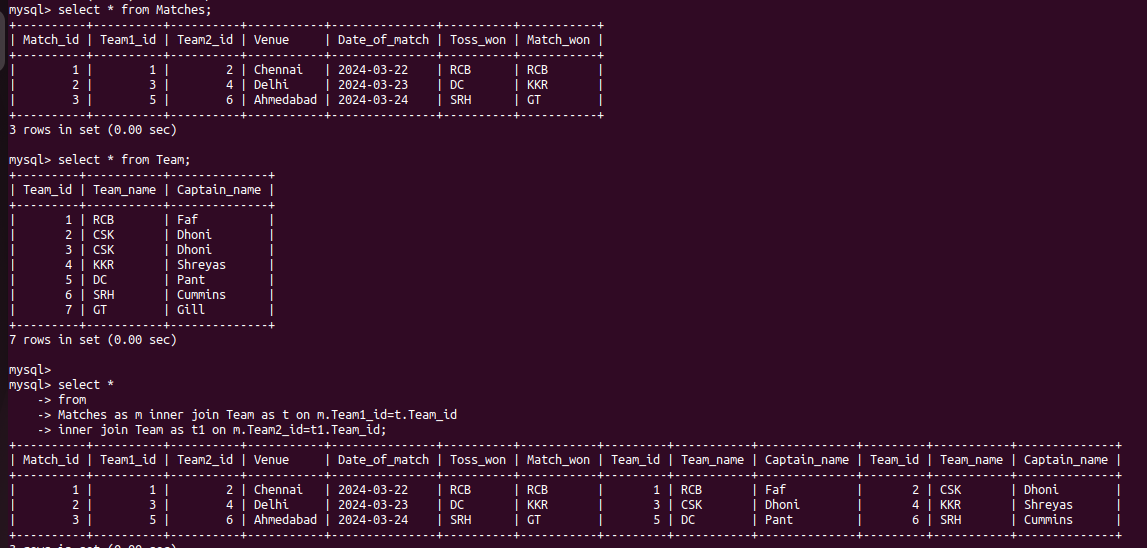 mysql> select * from Matches;
+----------+----------+----------+-----------+---------------+----------+-----------+
| Match_id | Team1_id | Team2_id | Venue     | Date_of_match | Toss_won | Match_won |
+----------+----------+----------+-----------+---------------+----------+-----------+
|        1 |        1 |        2 | Chennai   | 2024-03-22    | RCB      | RCB       |
|        2 |        3 |        4 | Delhi     | 2024-03-23    | DC       | KKR       |
|        3 |        5 |        6 | Ahmedabad | 2024-03-24    | SRH      | GT        |
+----------+----------+----------+-----------+---------------+----------+-----------+
3 rows in set (0.00 sec)
mysql> select * from Team;
+---------+-----------+--------------+
| Team_id | Team_name | Captain_name |
+---------+-----------+--------------+
|       1 | RCB       | Faf          |
|       2 | CSK       | Dhoni        |
|       3 | CSK       | Dhoni        |
|       4 | KKR       | Shreyas      |
|       5 | DC        | Pant         |
|       6 | SRH       | Cummins      |
|       7 | GT        | Gill         |
+---------+-----------+--------------+
7 rows in set (0.00 sec)
mysql>
mysql> select *
    -> from
    -> Matches as m inner join Team as t on m.Team1_id=t.Team_id
    -> inner join Team as t1 on m.Team2_id=t1.Team_id;
+----------+----------+----------+-----------+---------------+----------+-----------+---------+-----------+--------------+---------+-----------+--------------+
| Match_id | Team1_id | Team2_id | Venue     | Date_of_match | Toss_won | Match_won | Team_id | Team_name | Captain_name | Team_id | Team_name | Captain_name |
+----------+----------+----------+-----------+---------------+----------+-----------+---------+-----------+--------------+---------+-----------+--------------+
|        1 |        1 |        2 | Chennai   | 2024-03-22    | RCB      | RCB       |       1 | RCB       | Faf          |       2 | CSK       | Dhoni        |
|        2 |        3 |        4 | Delhi     | 2024-03-23    | DC       | KKR       |       3 | CSK       | Dhoni        |       4 | KKR       | Shreyas      |
|        3 |        5 |        6 | Ahmedabad | 2024-03-24    | SRH      | GT        |       5 | DC        | Pant         |       6 | SRH       | Cummins      |
+----------+----------+----------+-----------+---------------+----------+-----------+---------+-----------+--------------+---------+-----------+--------------+
3 rows in set (0.00 sec)